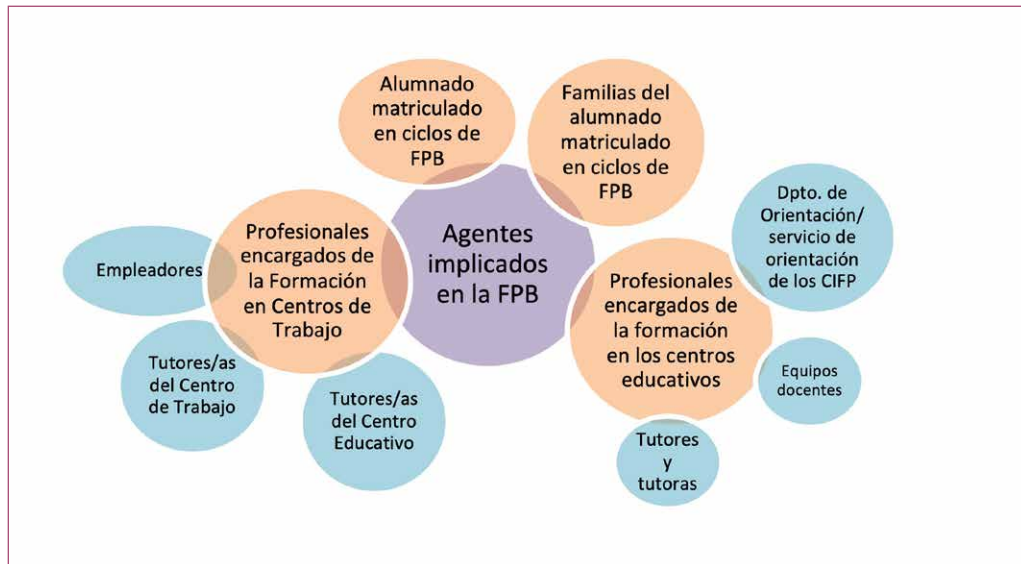 Alumnado
matriculado
en ciclos de
FPB
Familias del
alumnado
matriculado
en ciclos de
FPB
Dpto. de
Orientación/
servicio de
orientación
de los CIFP
Agentes
implicados
en la FPB
Profesionales
encargados de
la Formación
en Centros de
Trabajo
Empleadores
Profesionales
encargados de
la formación
en los centros
educativos
Tutores/as
del Centro
de Trabajo
Tutores/as
del Centro
Educativo
Equipos
docentes
Tutores
y
tutoras